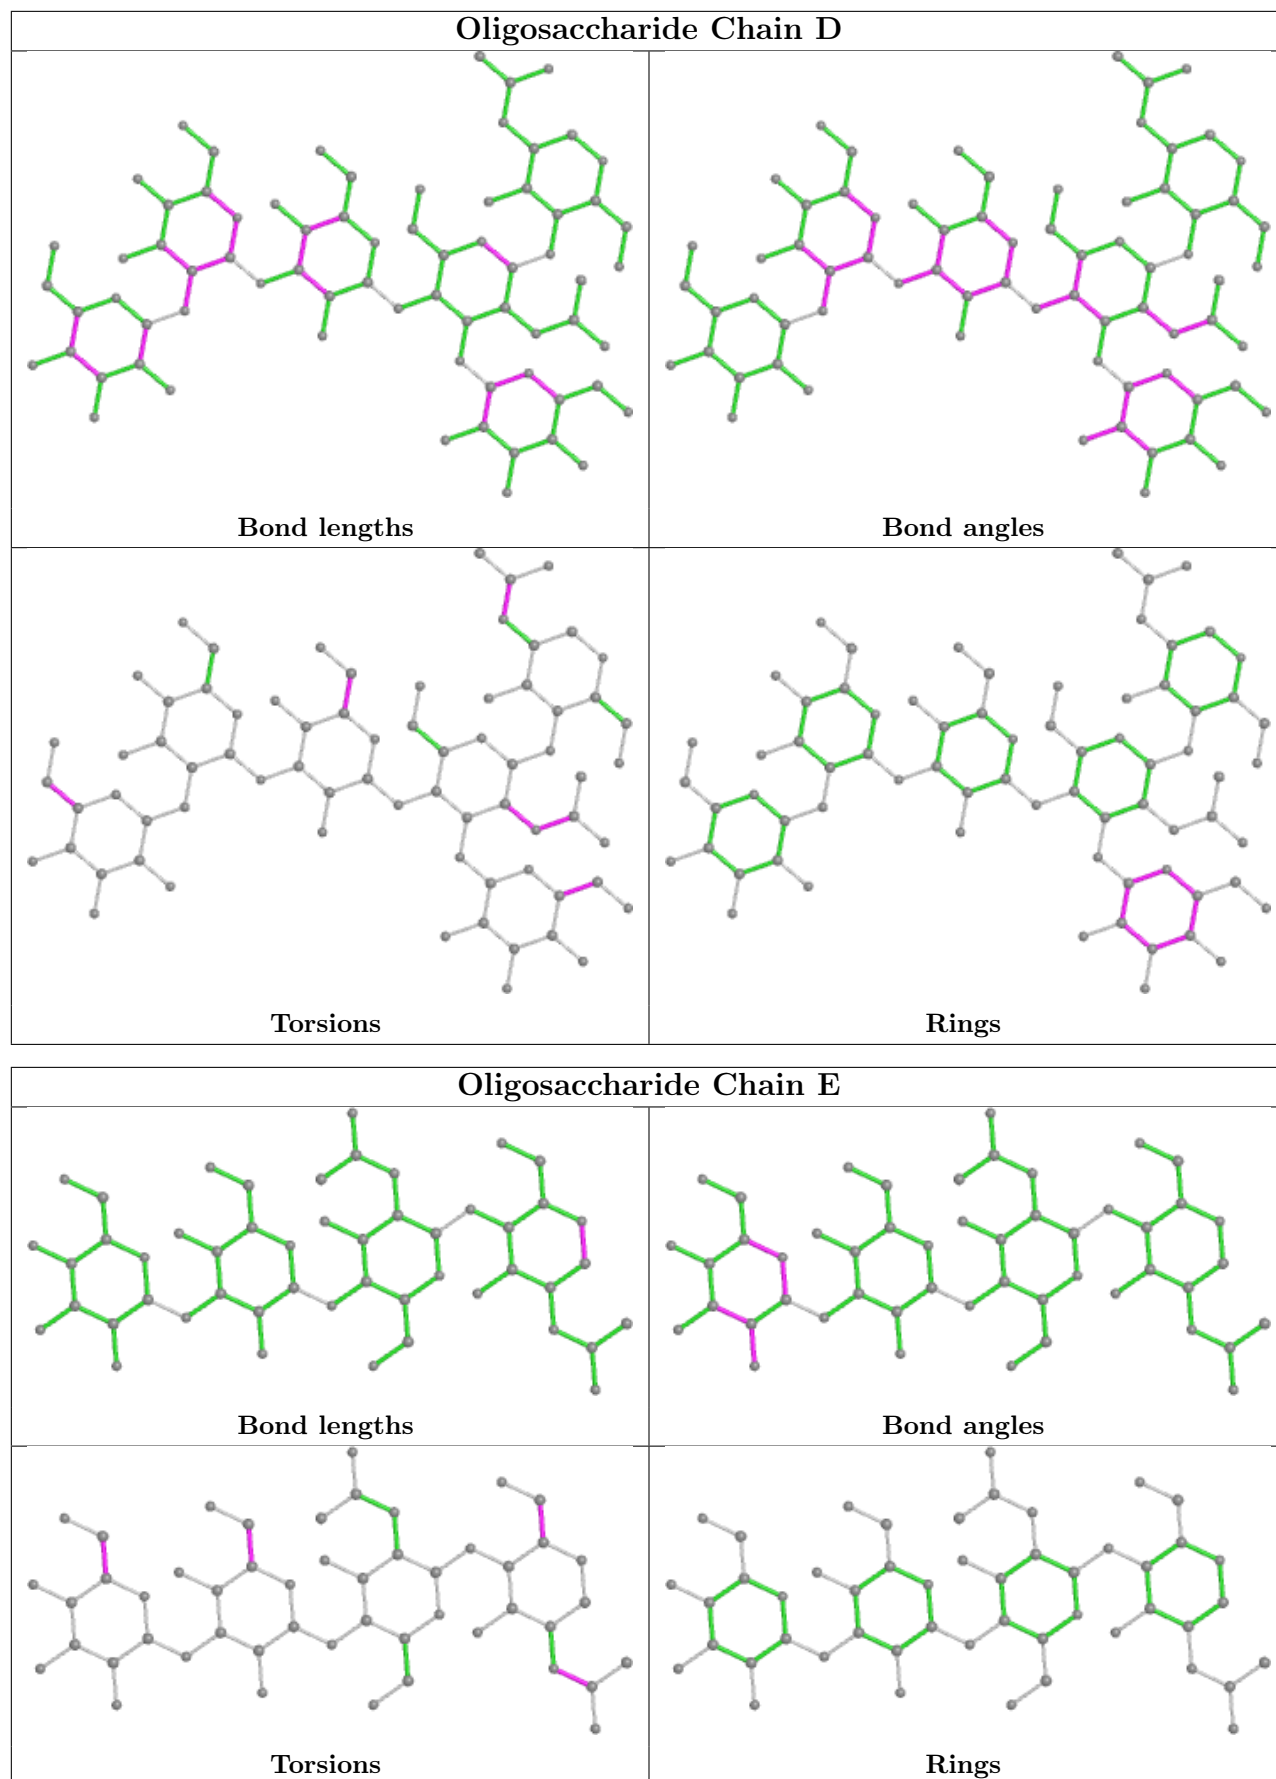 Oligosaccharide Chain D
Bond lengths
Bond angles
Torsions
Rings
Oligosaccharide Chain E
Bond lengths
Bond angles
Torsions
Rings